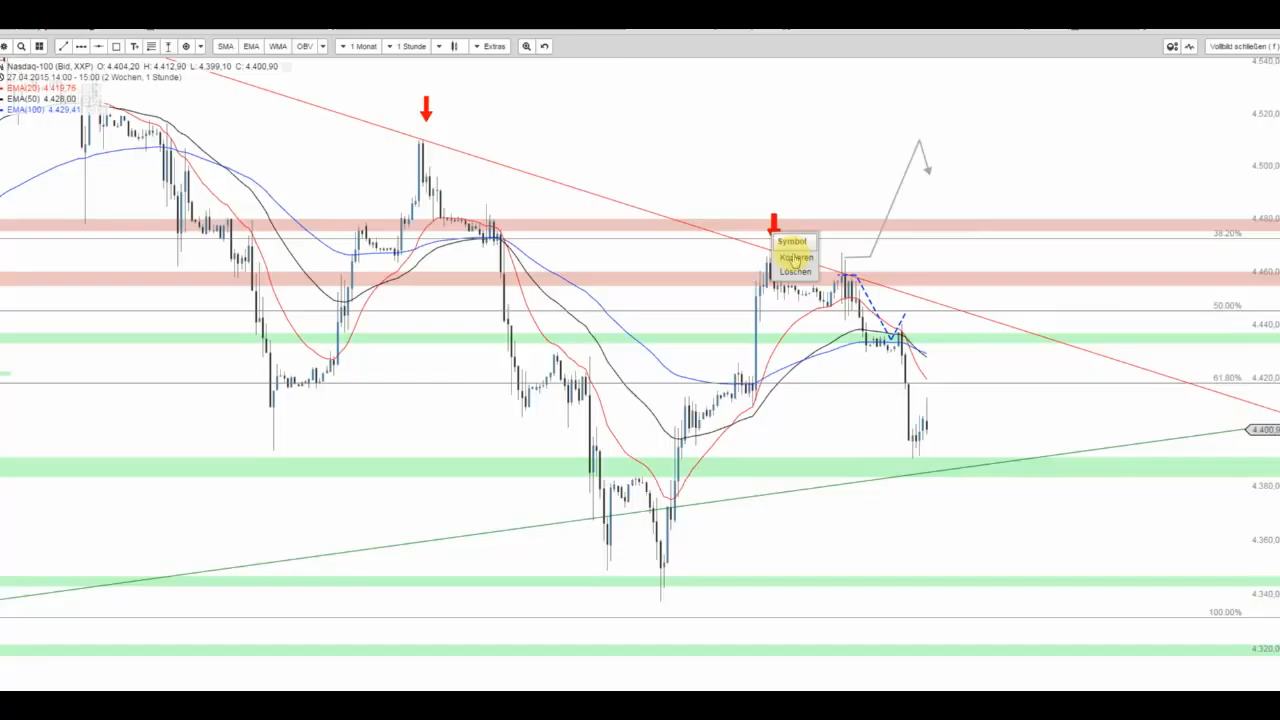 SMA EMA WMA OBV 1 Monat 1 Stunde Extras Vollbild schließen ( f )
Nasdaq-100 (Bid, XXP) O: 4.404,20 H: 4.412,90 L: 4.399,10 C: 4.400,90
27.04.2015 14:00 - 15:00 (2 Wochen, 1 Stunde)
EMA(20) 4.419,75
EMA(50) 4.428,00
EMA(100) 4.429,41
4.540,0
4.520,0
4.500,0
4.480,0
38.20%
Symbol
Kopieren
Löschen
4.460,0
50.00%
4.440,0
61.80%
4.420,0
4.400,9
4.380,0
4.360,0
4.340,0
100.00%
4.320,0